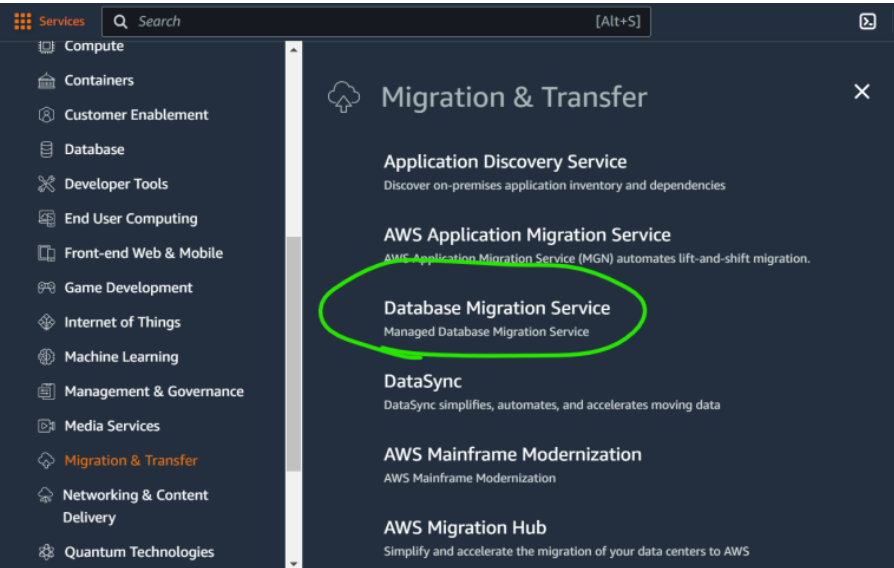 Services
Search
[Alt+S]
Compute
Containers
Customer Enablement
Database
Developer Tools
End User Computing
Front-end Web & Mobile
Game Development
Internet of Things
Machine Learning
Management & Governance
Media Services
Migration & Transfer
Networking & Content
Delivery
Quantum Technologies
Migration & Transfer
Application Discovery Service
Discover on-premises application inventory and dependencies
AWS Application Migration Service
AWS Application Migration Service (MGN) automates lift-and-shift migration.
Database Migration Service
Managed Database Migration Service
DataSync
DataSync simplifies, automates, and accelerates moving data
AWS Mainframe Modernization
AWS Mainframe Modernization
AWS Migration Hub
Simplify and accelerate the migration of your data centers to AWS